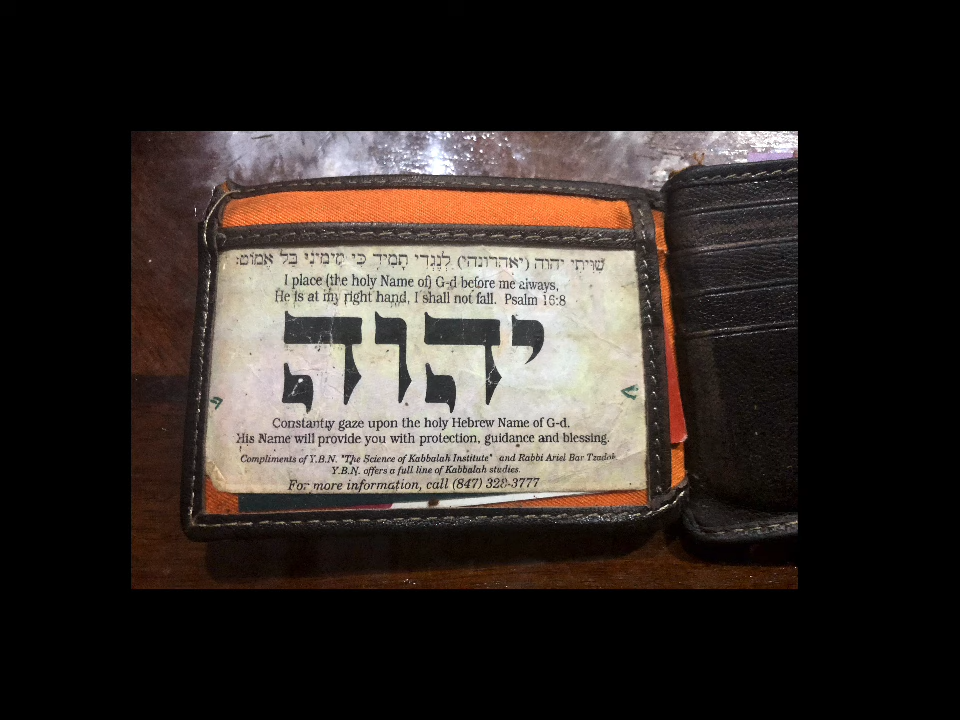 שִׁוִּיתִי יהוה (יאהדונהי) לְנֶגְדִּי תָמִיד כִּי מִימִינִי בַּל אֶמּוֹט:
I place (the holy Name of) G-d before me always,
He is at my right hand, I shall not fall. Psalm 16:8
יהוה
Constantly gaze upon the holy Hebrew Name of G-d.
His Name will provide you with protection, guidance and blessing.
Compliments of Y.B.N. "The Science of Kabbalah Institute" and Rabbi Ariel Bar Tzadok
Y.B.N. offers a full line of Kabbalah studies.
For more information, call (847) 328-3777